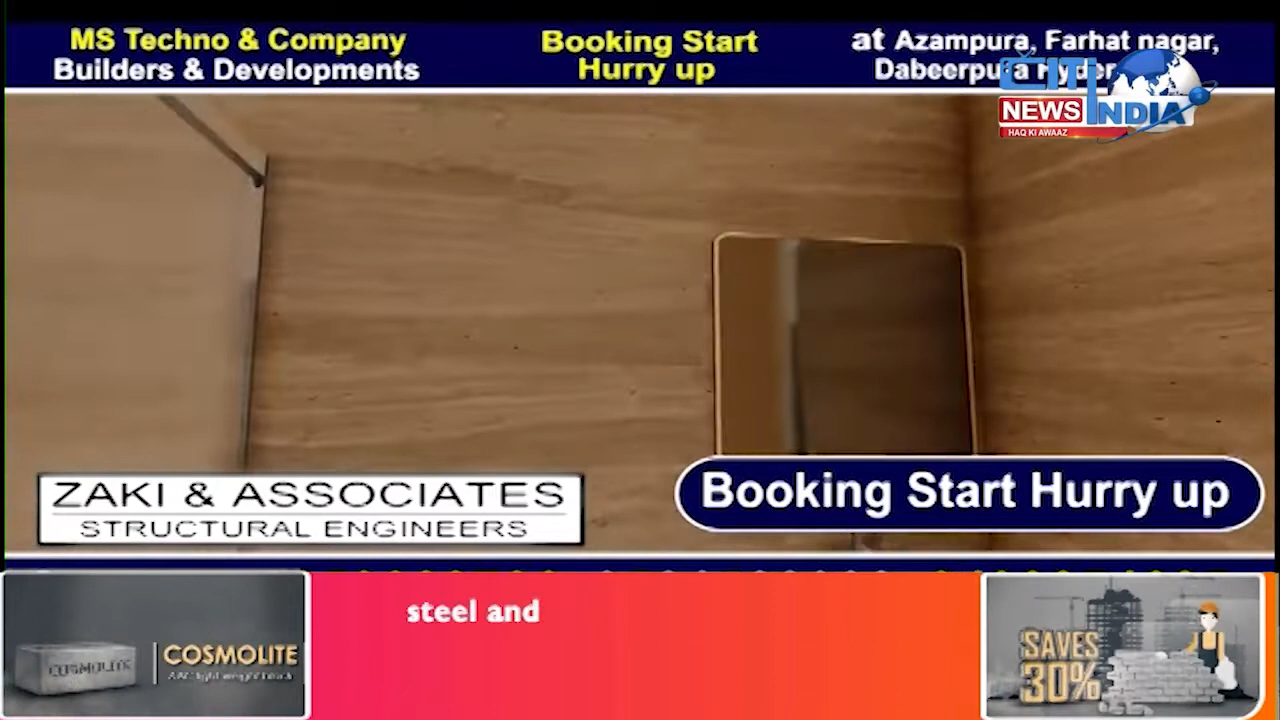 MS Techno & Company
Builders & Developments
Booking Start
Hurry up
at Azampura, Farhat nagar,
CITI
NEWS INDIA
HAQ KI AWAAZ
ZAKI & ASSOCIATES
STRUCTURAL ENGINEERS
Booking Start Hurry up
COSMOLITE
COSMOLITE
steel and
SAVES
30%